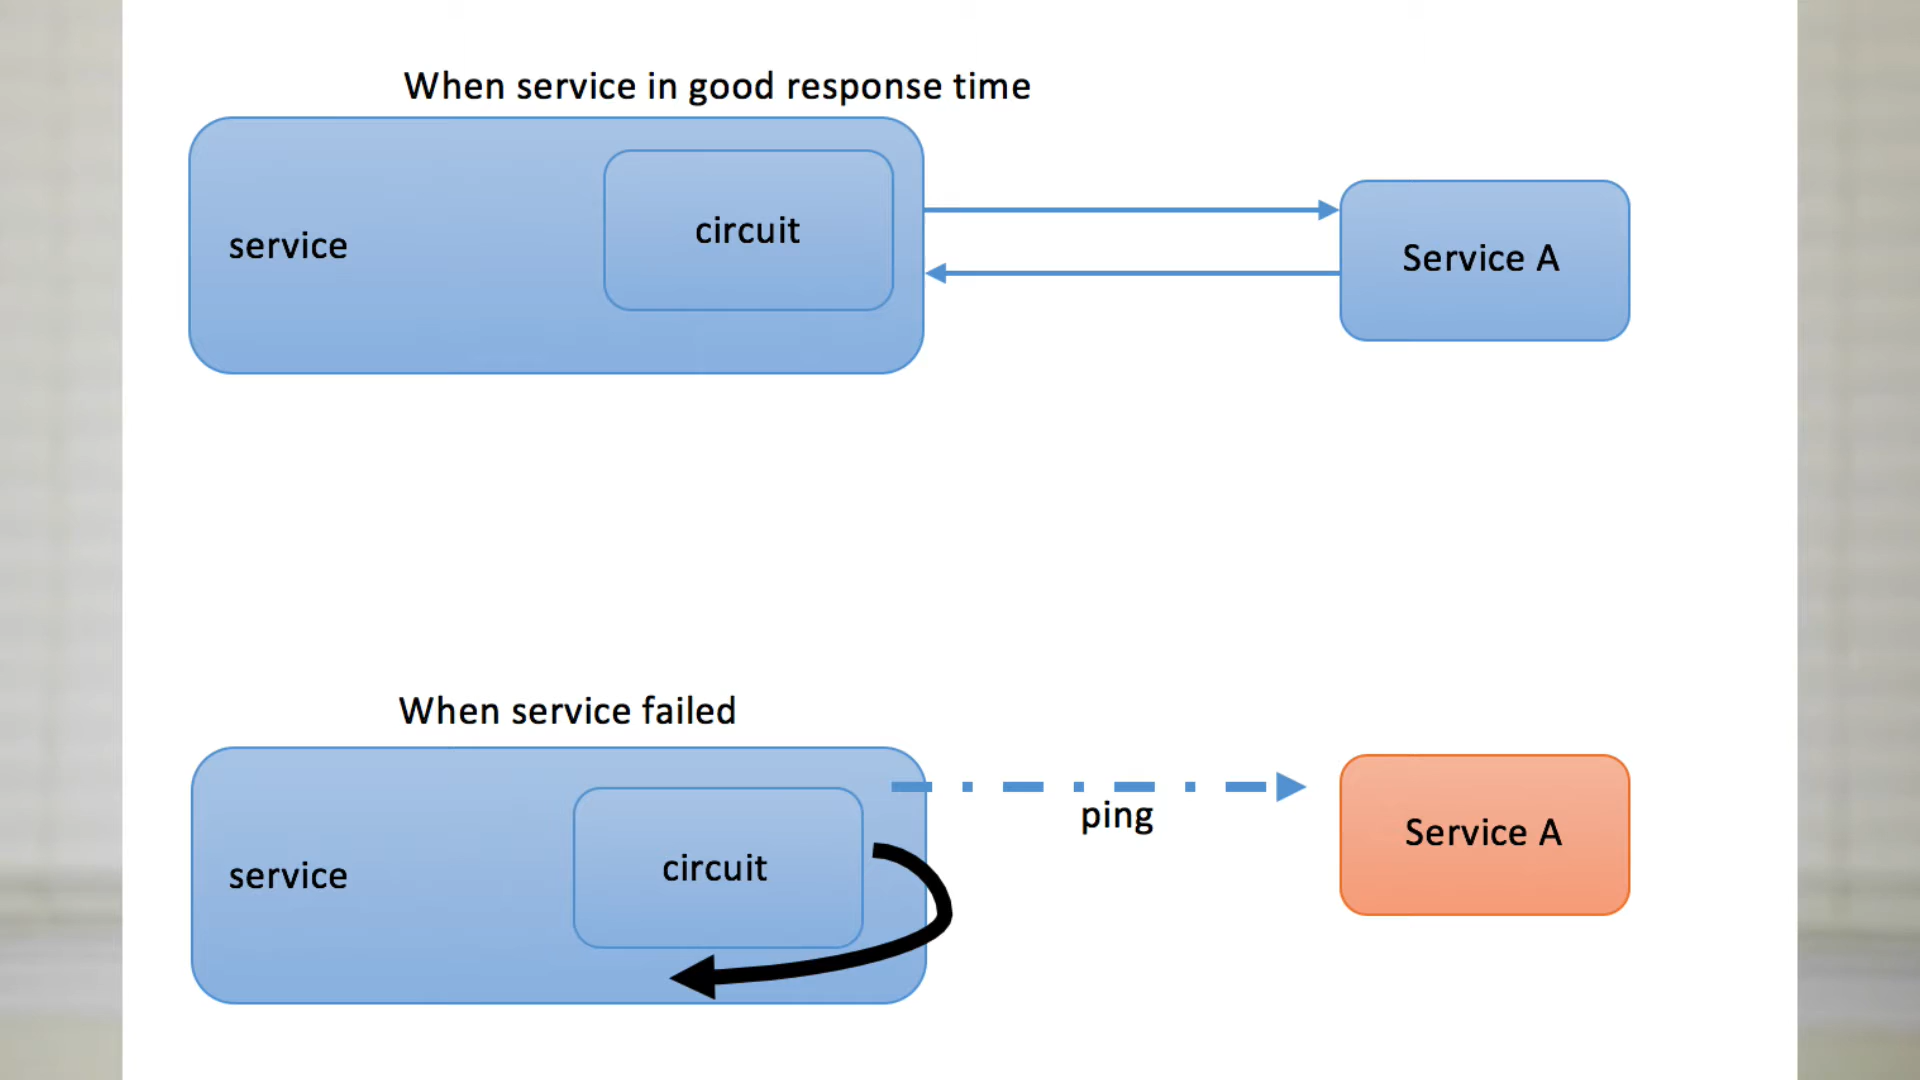 When service in good response time
service
circuit
Service A
When service failed
service
circuit
ping
Service A